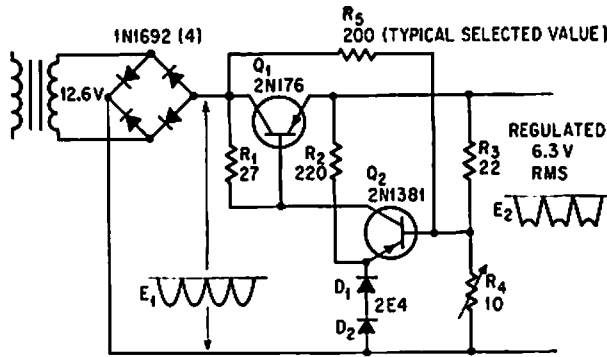 1N1692 (4)
R5
200 (TYPICAL SELECTED VALUE)
Q1
2N176
12.6V
R1
27
R2
220
Q2
2N1381
R3
22
REGULATED
6.3 V
RMS
E2
E1
D1
2E4
D2
R4
10